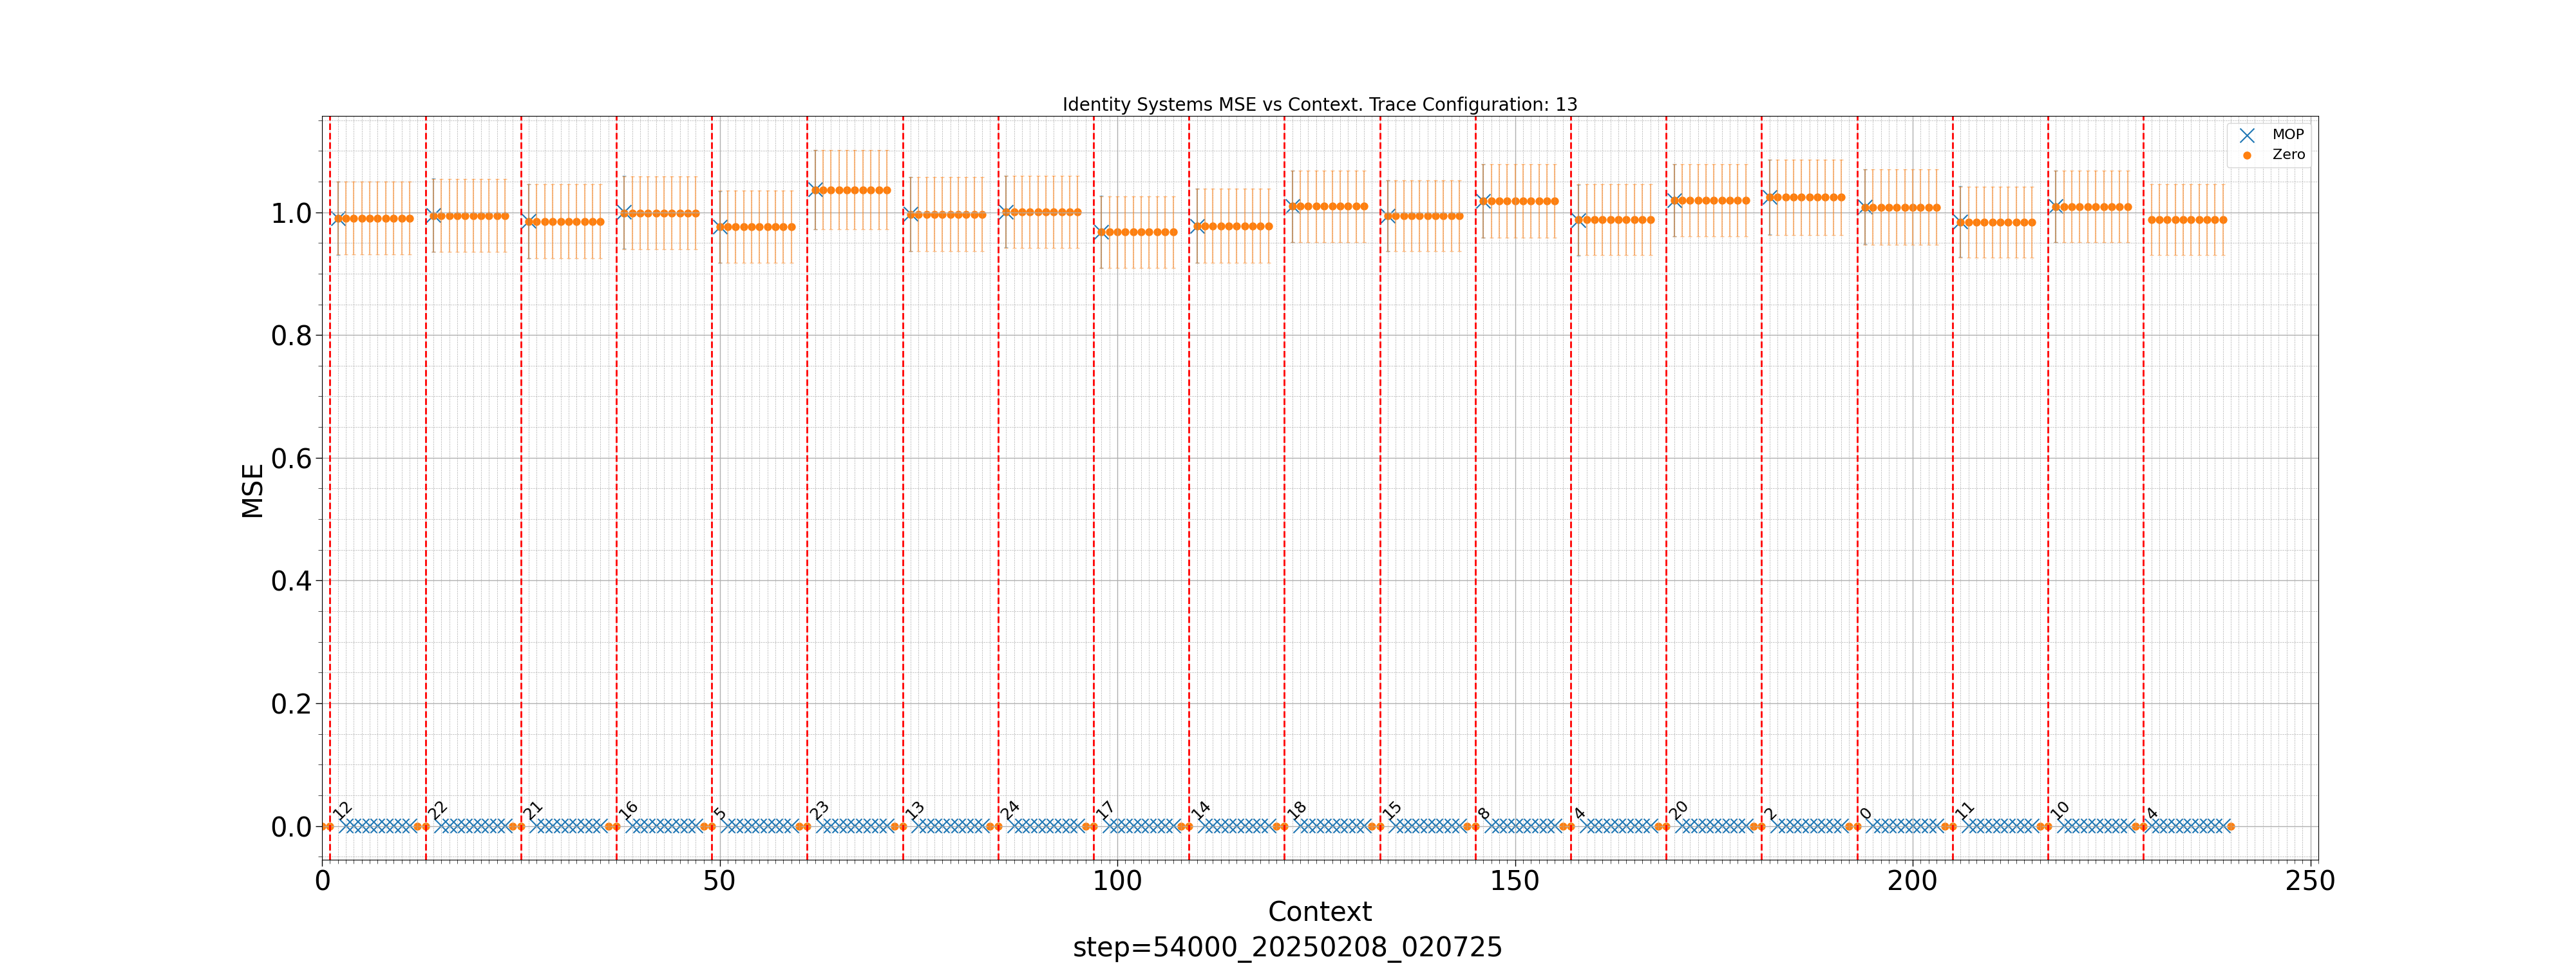 Identity Systems MSE vs Context. Trace Configuration: 13
MOP
Zero
1.0
0.8
0.6
0.4
0.2
0.0
MSE
12 22 21 16 5 23 13 24 17 14 18 15 8 4 20 2 0 11 10 4
0 50 100 150 200 250
Context
step=54000_20250208_020725